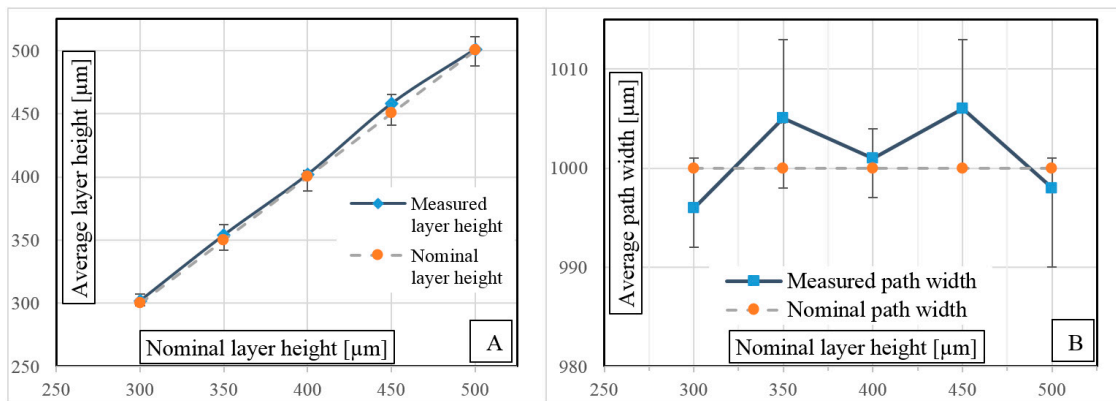 500
450
400
350
300
250
250
300
350
400
450
500
Average layer height [µm]
Nominal layer height [µm]
Measured
layer height
Nominal
layer height
A
1010
1000
990
980
250
300
350
400
450
500
Average path width [µm]
Measured path width
Nominal path width
Nominal layer height [µm]
B